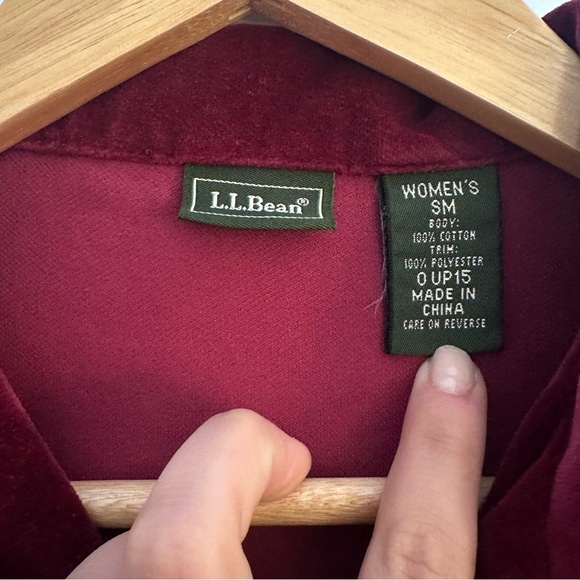 L.L.Bean®
WOMEN'S
SM
BODY:
100% COTTON
TRIM:
100% POLYESTER
0 UP15
MADE IN
CHINA
CARE ON REVERSE